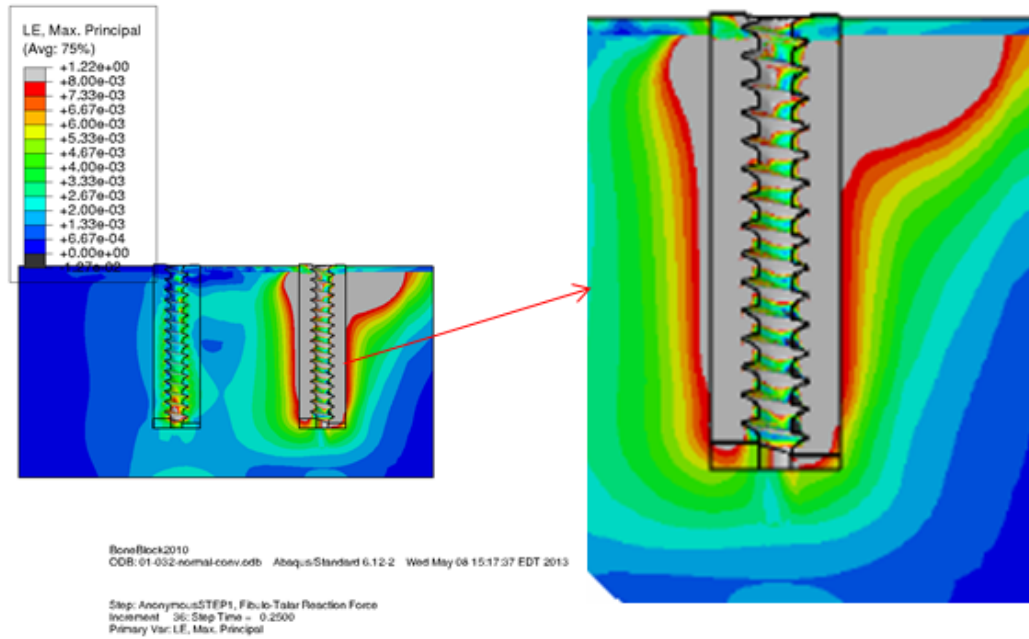 LE, Max. Principal
(Avg: 75%)
+1.22e+00
+8.00e-03
+7.33e-03
+6.67e-03
+6.00e-03
+5.33e-03
+4.67e-03
+4.00e-03
+3.33e-03
+2.67e-03
+2.00e-03
+1.33e-03
+6.67e-04
+0.00e+00
BoneBlock2010
ODB: 01-032-normal-conv.odb Abaqus/Standard 6.12-2 Wed May 08 15:17:37 EDT 2013
Step: AnonymousSTEP1, Fibulo-Talar Reaction Force
Increment 36: Step Time = 0.2500
Primary Var: LE, Max. Principal